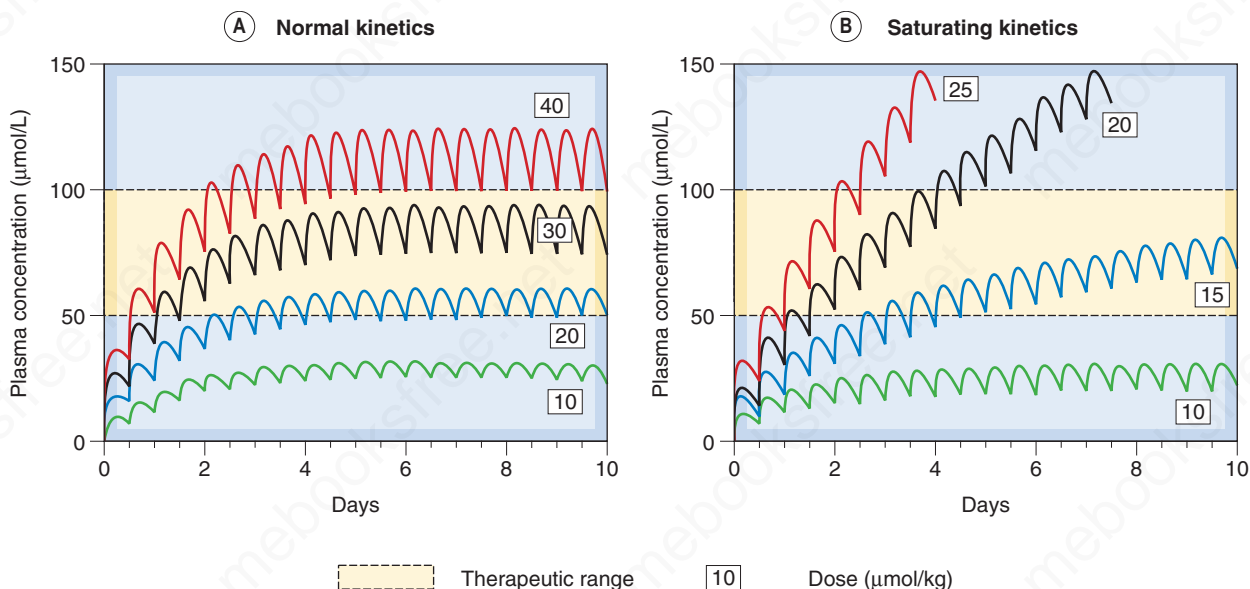 A Normal kinetics
B Saturating kinetics
Plasma concentration (μmol/L)
150
100
50
0
40
30
20
10
0 2 4 6 8 10
Days
Plasma concentration (μmol/L)
150
100
50
0
25
20
15
10
0 2 4 6 8 10
Days
Therapeutic range
10 Dose (μmol/kg)
mebooksfree.net